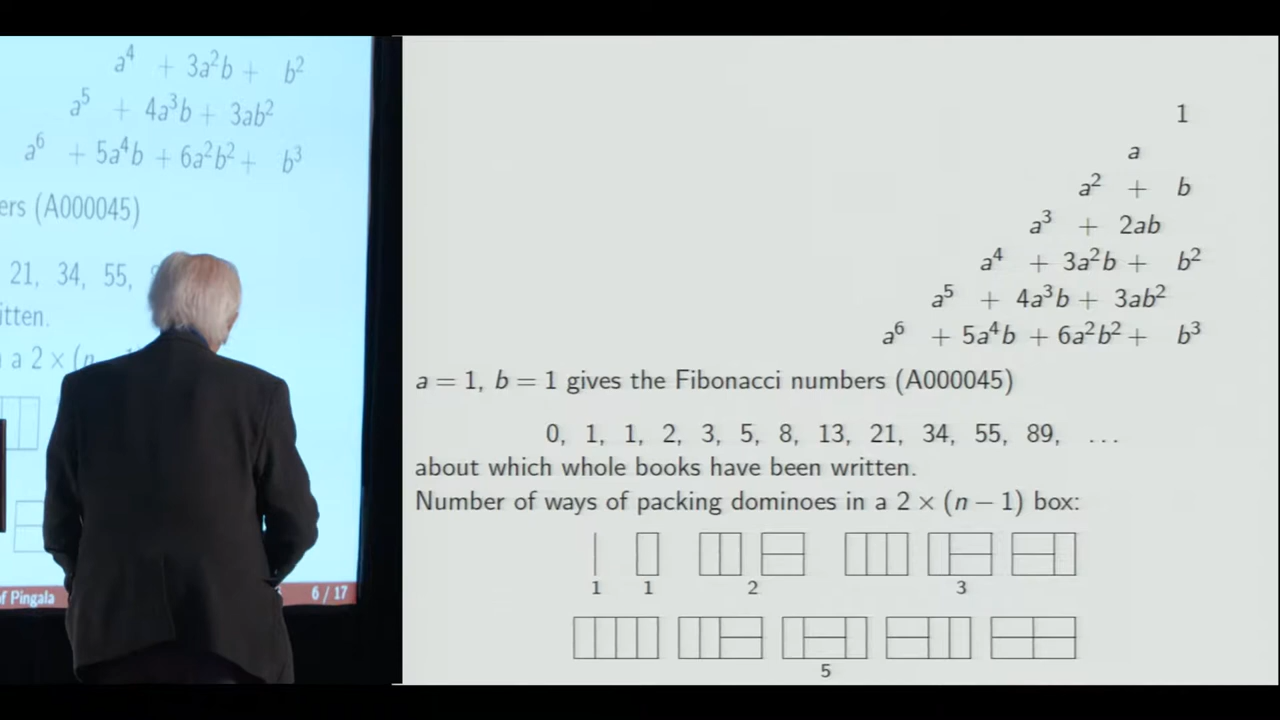 a⁴ + 3a²b + b²
a⁵ + 4a³b + 3ab²
a⁶ + 5a⁴b + 6a²b² + b³
(A000045)
21, 34, 55,
a 2 × (n
Pingala
6 / 17
1
a
a² + b
a³ + 2ab
a⁴ + 3a²b + b²
a⁵ + 4a³b + 3ab²
a⁶ + 5a⁴b + 6a²b² + b³
a = 1, b = 1 gives the Fibonacci numbers (A000045)
0, 1, 1, 2, 3, 5, 8, 13, 21, 34, 55, 89, ...
about which whole books have been written.
Number of ways of packing dominoes in a 2 × (n − 1) box:
1 1 2 3
5